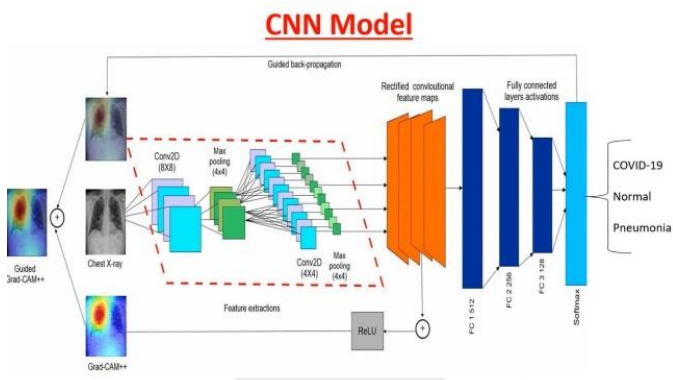 CNN Model
Guided back-propagation
Rectified convloutional
feature maps
Fully connected
layers activations
Conv2D
(8X8)
Max
pooling
(4x4)
COVID-19
Normal
Pneumonia
+
Guided
Grad-CAM++
Chest X-ray
Conv2D
(4X4)
Max
pooling
(4x4)
Feature extractions
ReLU
+
Grad-CAM++
FC 1 512
FC 2 256
FC 3 128
Softmax